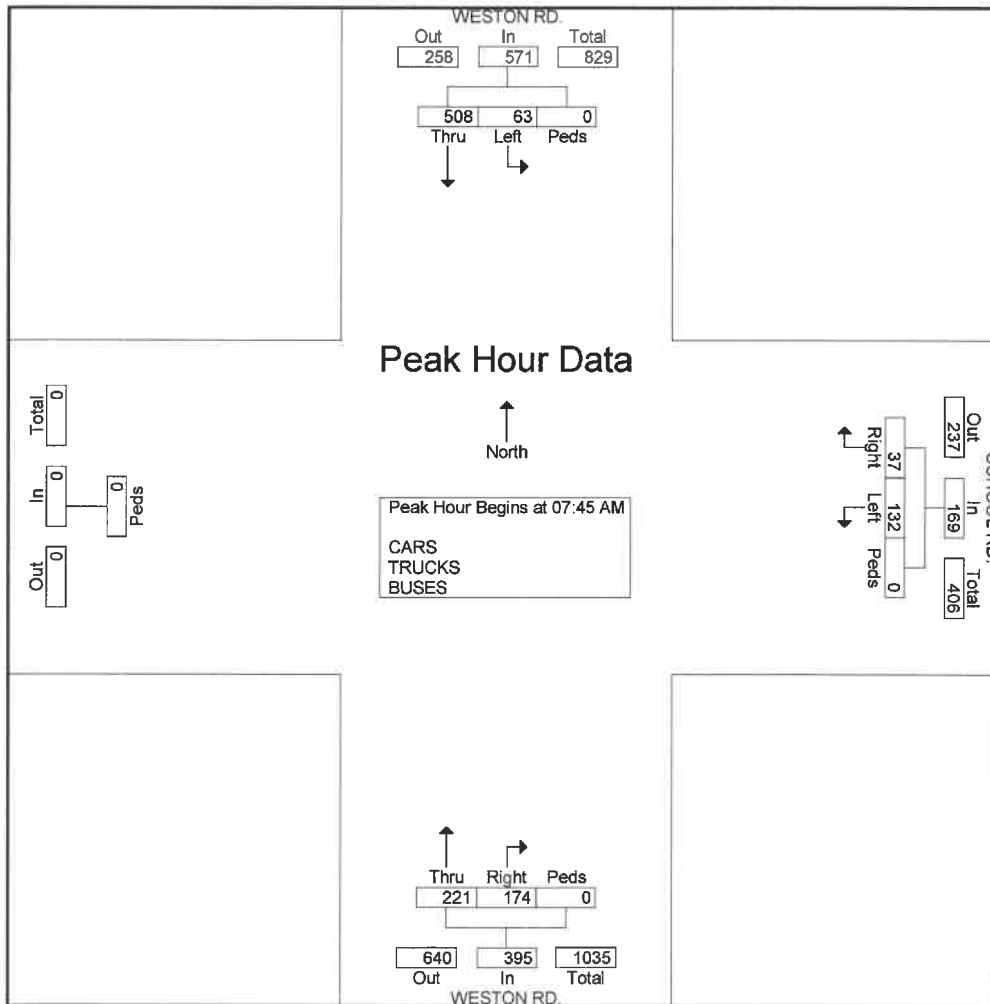 WESTON RD.
Out In Total
258 571 829
508 63 0
Thru Left Peds
Peak Hour Data
North
Peak Hour Begins at 07:45 AM
CARS
TRUCKS
BUSES
Total In Out
0 0 0
0
Peds
Out In Total
237 169 406
37 132 0
Right Left Peds
RD.
Thru Right Peds
221 174 0
640 395 1035
Out In Total
WESTON RD.